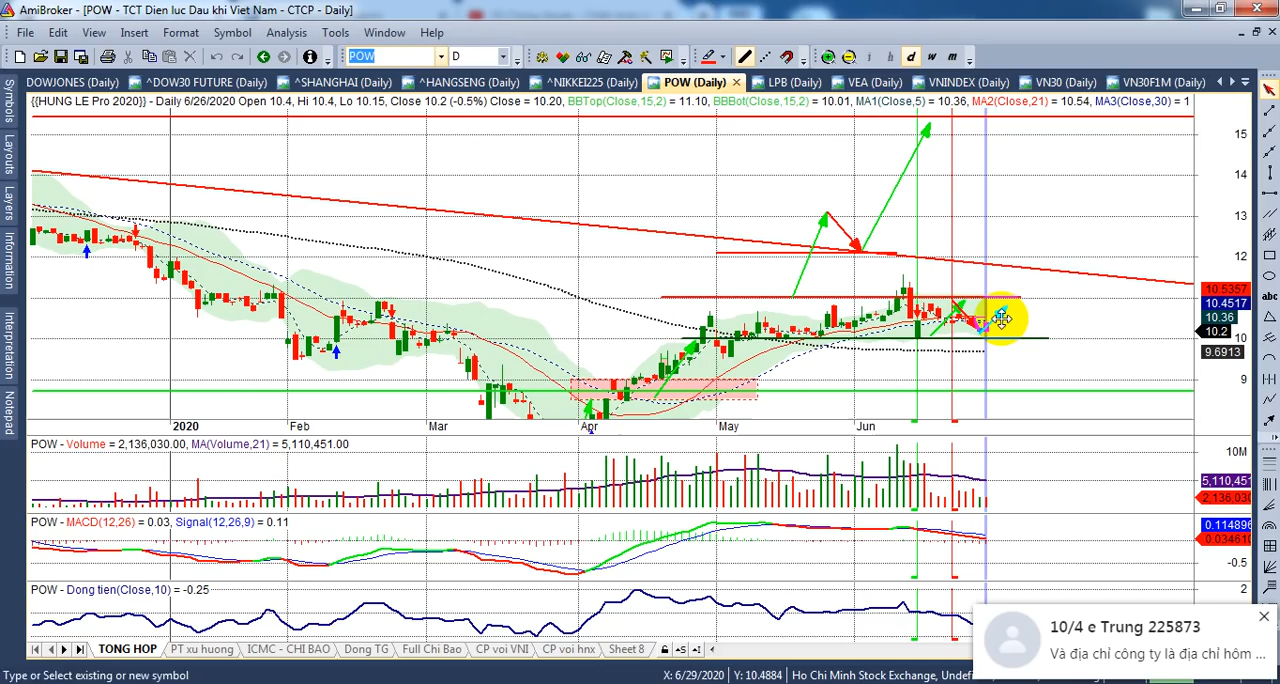 AmiBroker - [POW - TCT Dien luc Dau khi Viet Nam - CTCP - Daily]
File Edit View Insert Format Symbol Analysis Tools Window Help
POW D i h d w m
DOWJONES (Daily) ^DOW30 FUTURE (Daily) ^SHANGHAI (Daily) ^HANGSENG (Daily) ^NIKKEI225 (Daily) POW (Daily) LPB (Daily) VEA (Daily) VNINDEX (Daily) VN30 (Daily) VN30F1M (Daily)
{{HUNG LE Pro 2020}} - Daily 6/26/2020 Open 10.4, Hi 10.4, Lo 10.15, Close 10.2 (-0.5%) Close = 10.20, BBTop(Close,15,2) = 11.10, BBBot(Close,15,2) = 10.01, MA1(Close,5) = 10.36, MA2(Close,21) = 10.54, MA3(Close,30) = 1
Symbols
Layouts
Layers
Information
Interpretation
Notepad
abc
15
14
13
12
10.5357
10.4517
10.36
10.2
10
9.6913
9
2020 Feb Mar Apr May Jun
POW - Volume = 2,136,030.00, MA(Volume,21) = 5,110,451.00
10M
5,110,451
2,136,030
POW - MACD(12,26) = 0.03, Signal(12,26,9) = 0.11
0.114896
0.034610
-0.5
POW - Dong tien(Close,10) = -0.25
2
10/4 e Trung 225873
Và địa chỉ công ty là địa chỉ hôm ...
TONG HOP PT xu huong ICMC - CHI BAO Dong TG Full Chi Bao CP voi VNI CP voi hnx Sheet 8
Type or Select existing or new symbol X: 6/29/2020 Y: 10.4884 Ho Chi Minh Stock Exchange, Undef